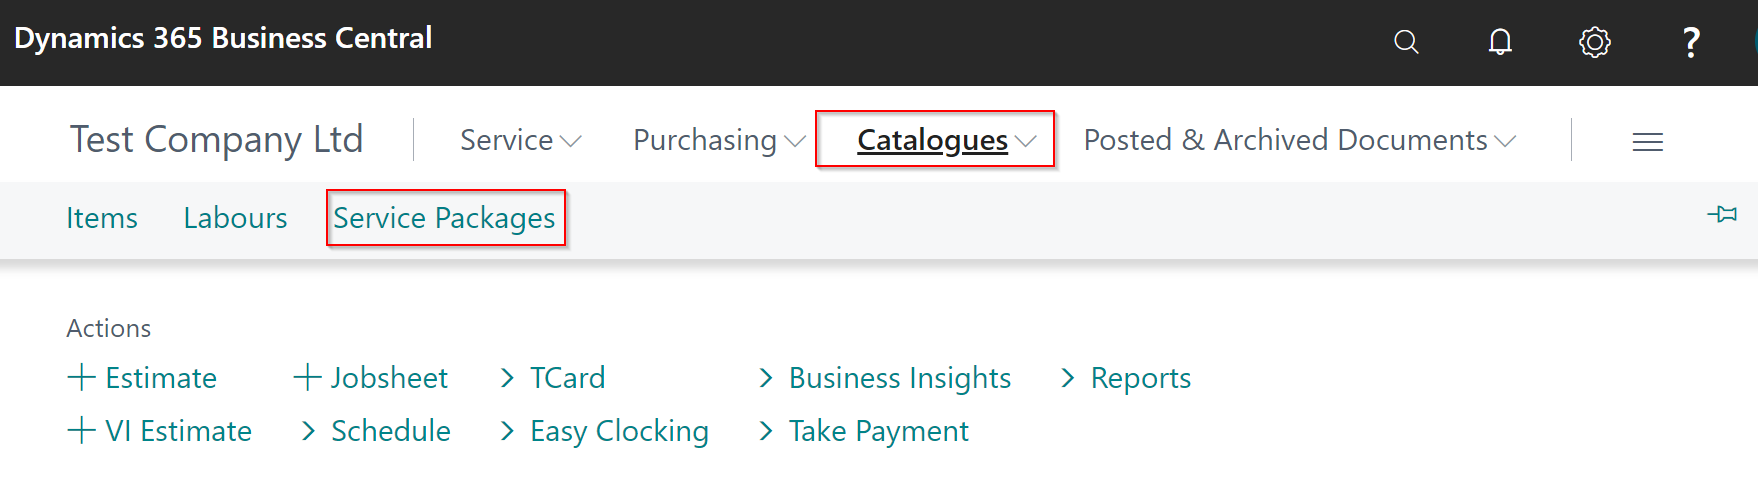 Dynamics 365 Business Central
?
Test Company Ltd Service Purchasing Catalogues Posted & Archived Documents
Items Labours Service Packages
Actions
+ Estimate + Jobsheet > TCard > Business Insights > Reports
+ VI Estimate > Schedule > Easy Clocking > Take Payment